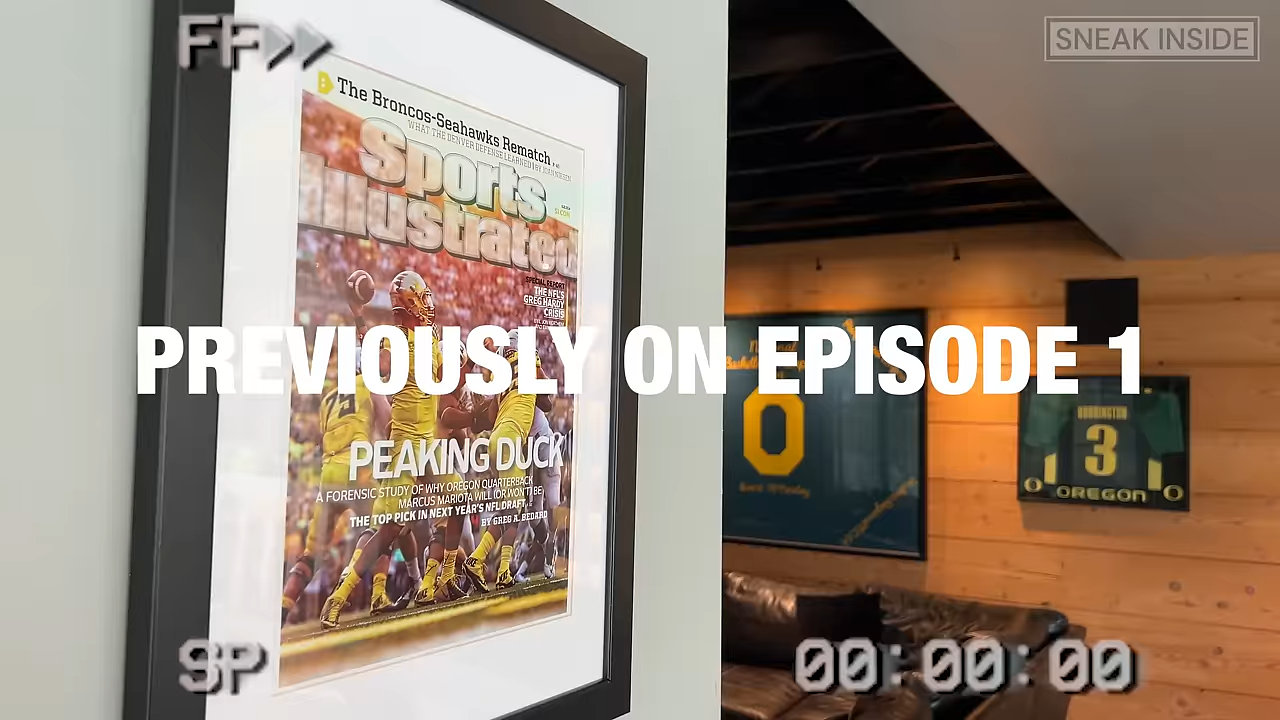 FF
SNEAK INSIDE
The Broncos-Seahawks Rematch
WHAT THE DENVER DEFENSE LEARNED
Sports
Illustrated
SPECIAL REPORT
THE NFL'S
GREG HARDY
CRISIS
PREVIOUSLY ON EPISODE 1
O
HARRINGTON
3
OREGON
PEAKING DUCK
A FORENSIC STUDY OF WHY OREGON QUARTERBACK
MARCUS MARIOTA WILL (OR WON'T) BE
THE TOP PICK IN NEXT YEAR'S NFL DRAFT
BY GREG A. BEDARD
SP
00:00:00